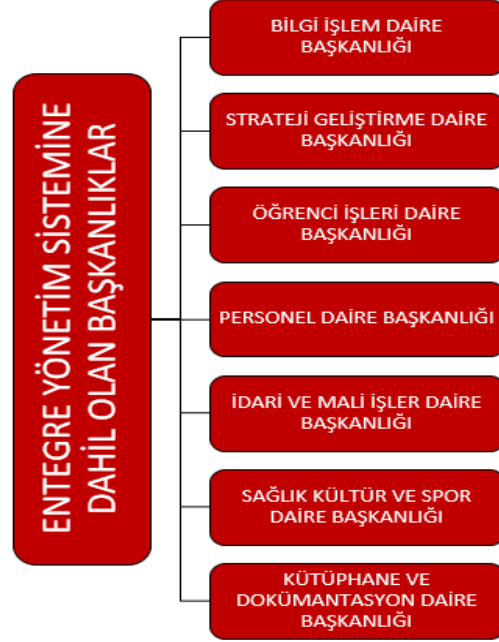 ENTEGRE YÖNETİM SİSTEMİNE
DAHİL OLAN BAŞKANLIKLAR
BİLGİ İŞLEM DAİRE
BAŞKANLIĞI
STRATEJİ GELİŞTİRME DAİRE
BAŞKANLIĞI
ÖĞRENCİ İŞLERİ DAİRE
BAŞKANLIĞI
PERSONEL DAİRE BAŞKANLIĞI
İDARİ VE MALİ İŞLER DAİRE
BAŞKANLIĞI
SAĞLIK KÜLTÜR VE SPOR
DAİRE BAŞKANLIĞI
KÜTÜPHANE VE
DOKÜMANTASYON DAİRE
BAŞKANLIĞI